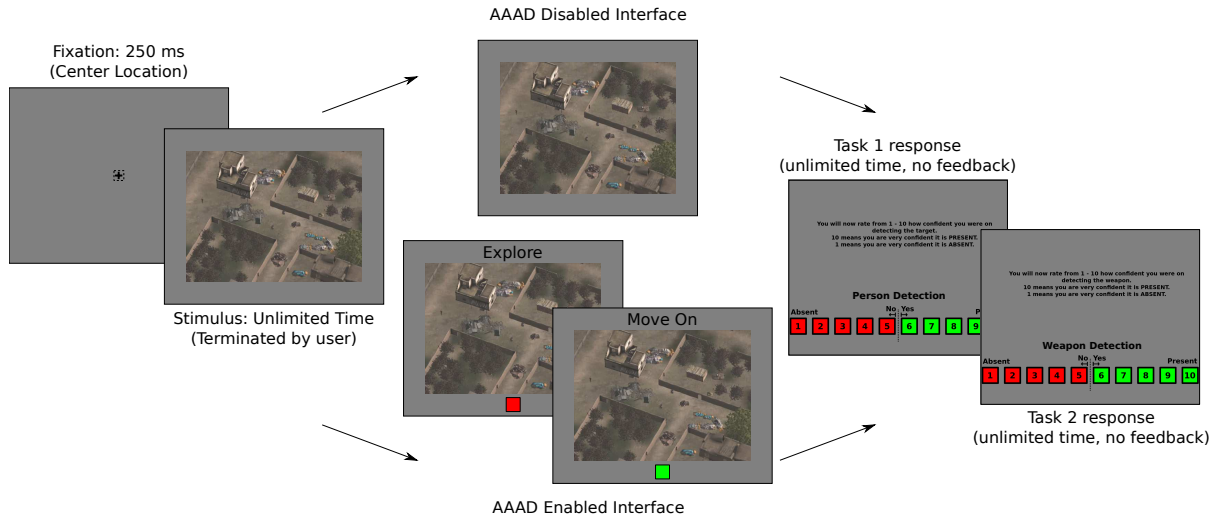 AAAD Disabled Interface
Fixation: 250 ms
(Center Location)
Stimulus: Unlimited Time
(Terminated by user)
Explore
Move On
AAAD Enabled Interface
Task 1 response
(unlimited time, no feedback)
You will now rate from 1 - 10 how confident you were on
detecting the target.
10 means you are very confident it is PRESENT.
1 means you are very confident it is ABSENT.
Person Detection
No Yes
Absent P
1 2 3 4 5 6 7 8 9
You will now rate from 1 - 10 how confident you were on
detecting the weapon.
10 means you are very confident it is PRESENT.
1 means you are very confident it is ABSENT.
Weapon Detection
No Yes
Absent Present
1 2 3 4 5 6 7 8 9 10
Task 2 response
(unlimited time, no feedback)